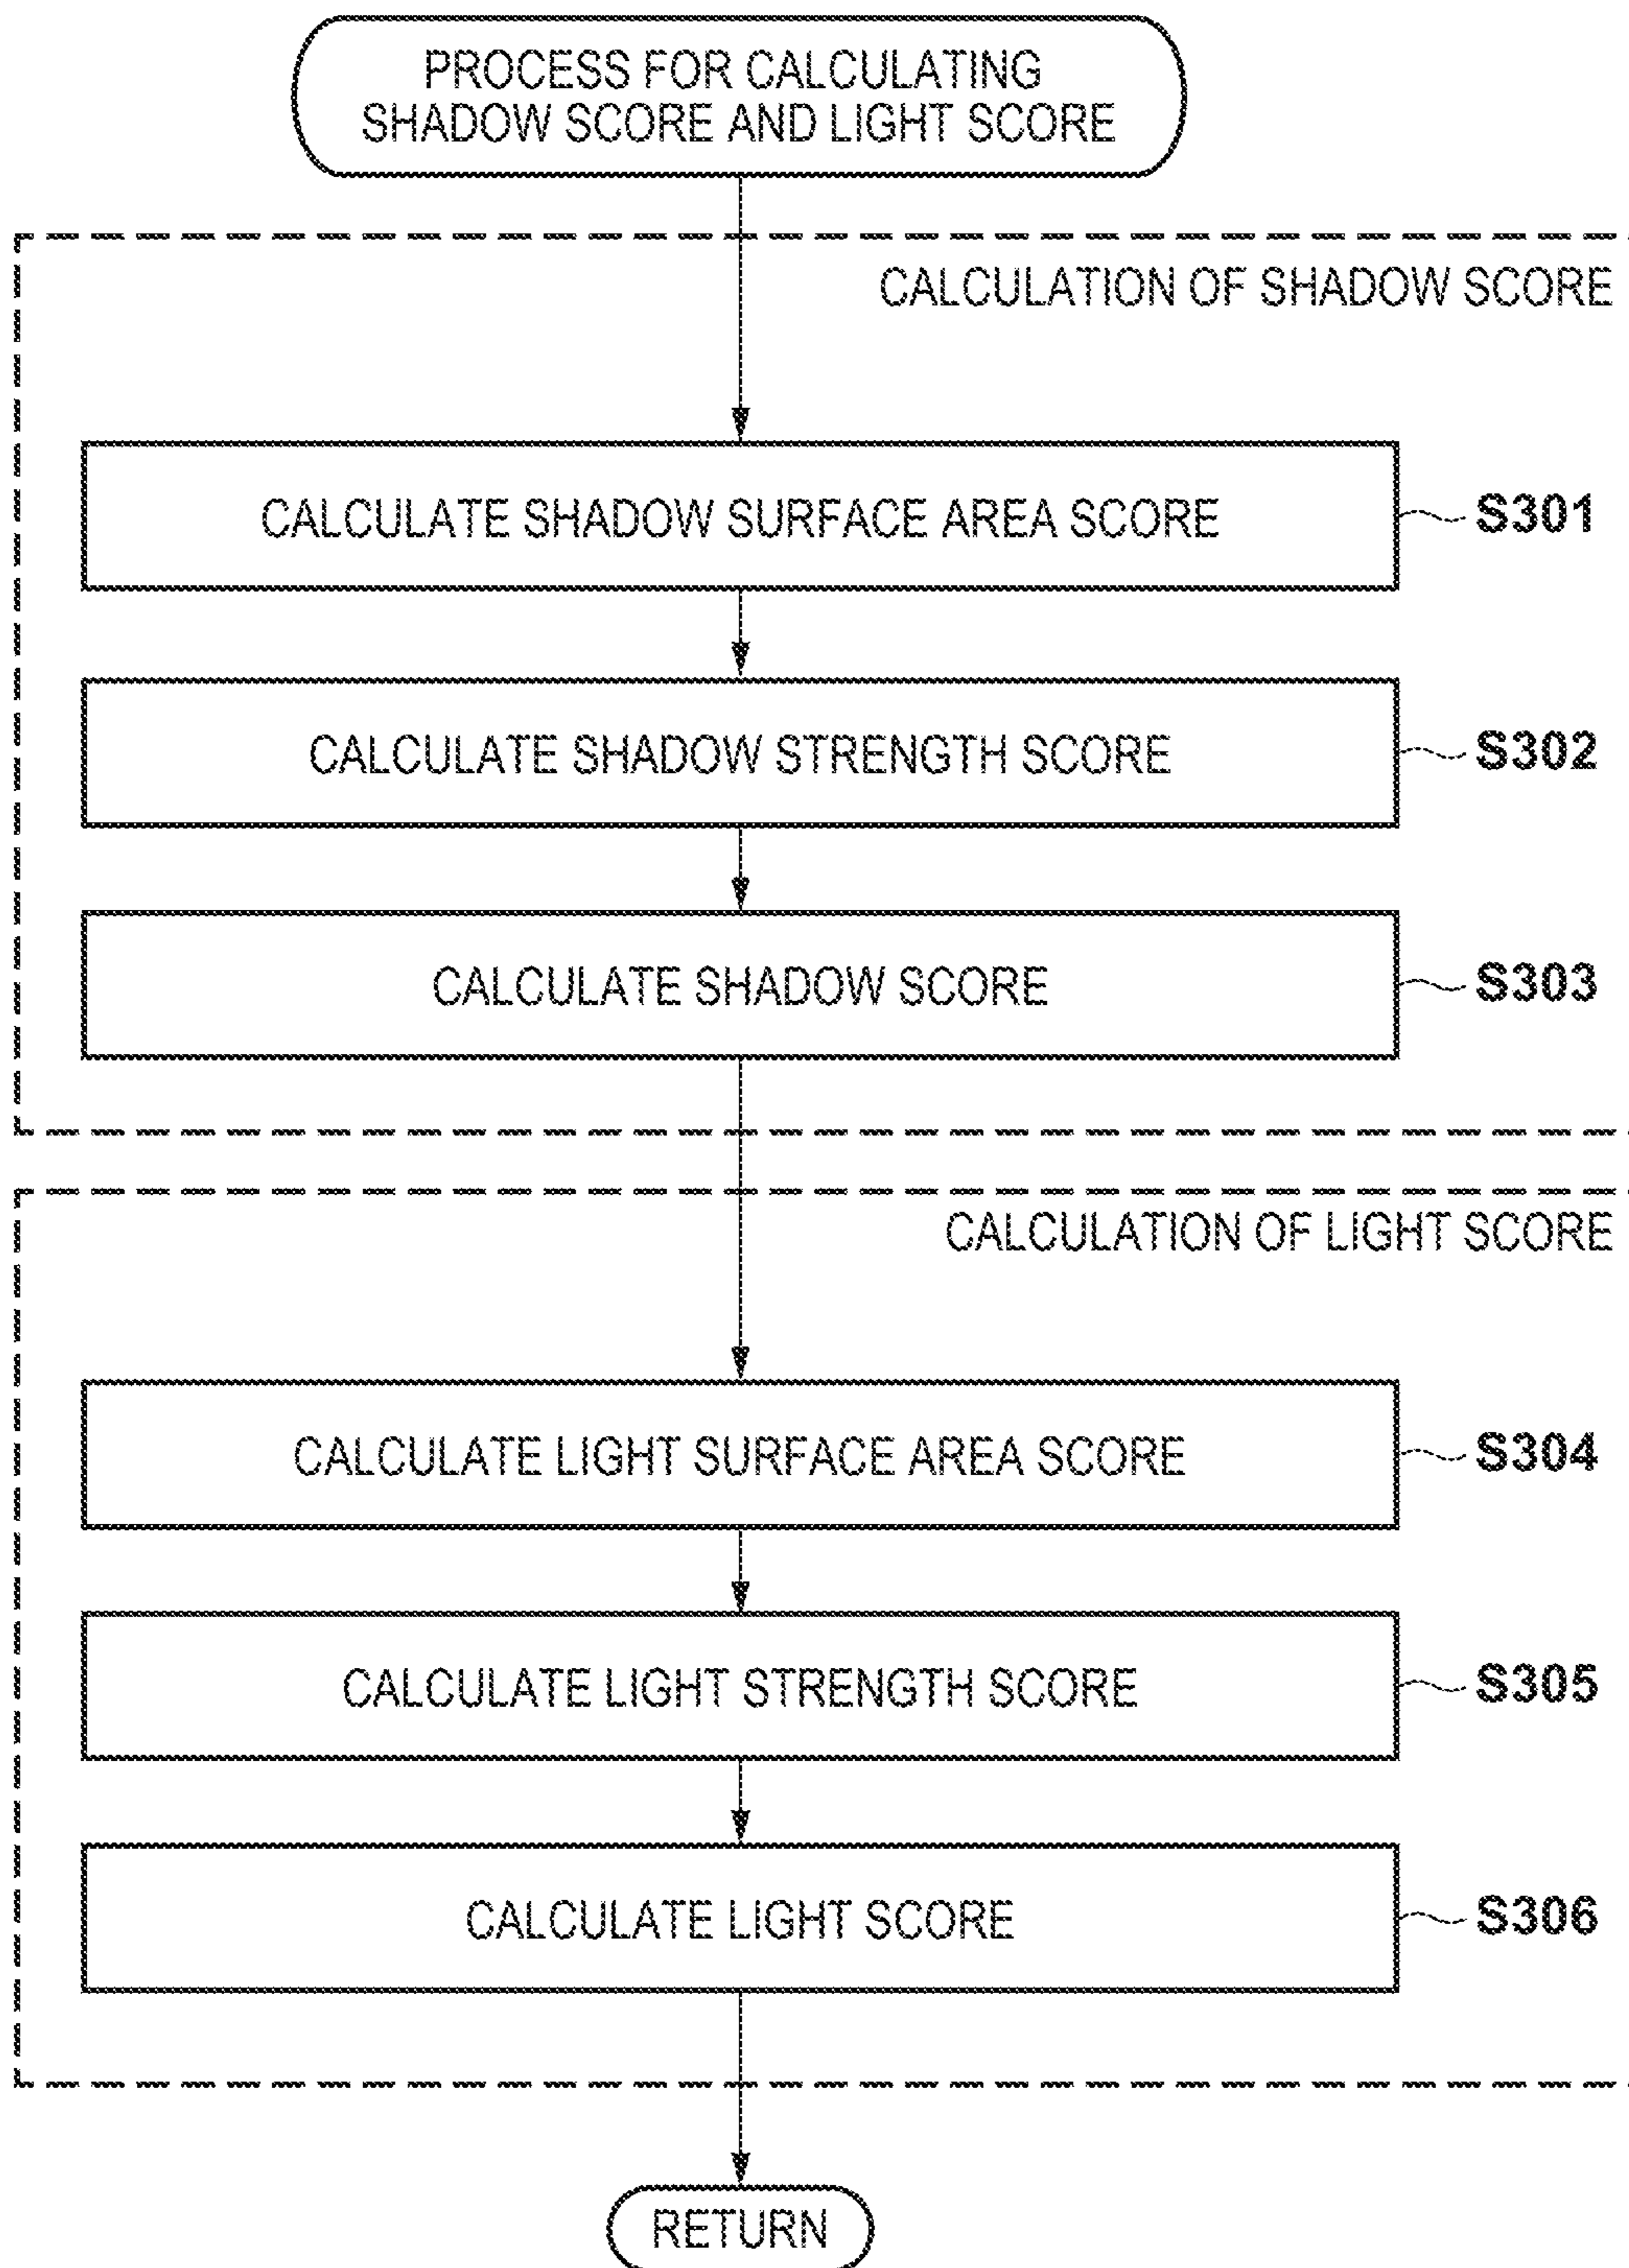 PROCESS FOR CALCULATING
SHADOW SCORE AND LIGHT SCORE
CALCULATION OF SHADOW SCORE
CALCULATE SHADOW SURFACE AREA SCORE
S301
CALCULATE SHADOW STRENGTH SCORE
S302
CALCULATE SHADOW SCORE
S303
CALCULATION OF LIGHT SCORE
CALCULATE LIGHT SURFACE AREA SCORE
S304
CALCULATE LIGHT STRENGTH SCORE
S305
CALCULATE LIGHT SCORE
S306
RETURN